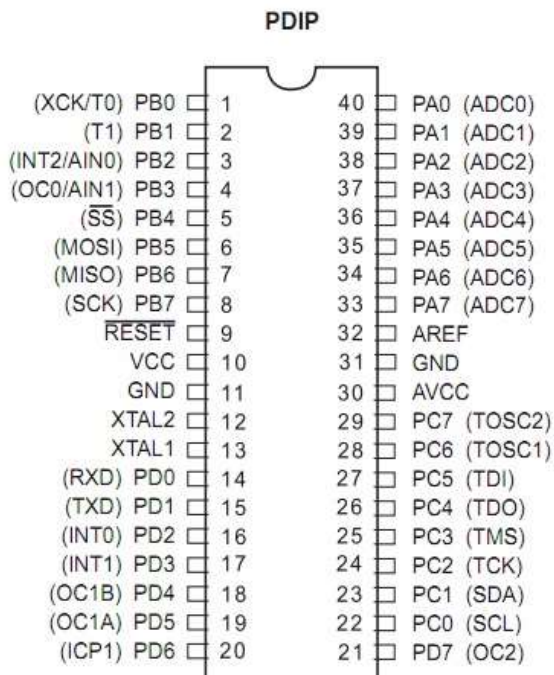 PDIP
(XCK/T0) PB0 1 40 PA0 (ADC0)
(T1) PB1 2 39 PA1 (ADC1)
(INT2/AIN0) PB2 3 38 PA2 (ADC2)
(OC0/AIN1) PB3 4 37 PA3 (ADC3)
(SS) PB4 5 36 PA4 (ADC4)
(MOSI) PB5 6 35 PA5 (ADC5)
(MISO) PB6 7 34 PA6 (ADC6)
(SCK) PB7 8 33 PA7 (ADC7)
RESET 9 32 AREF
VCC 10 31 GND
GND 11 30 AVCC
XTAL2 12 29 PC7 (TOSC2)
XTAL1 13 28 PC6 (TOSC1)
(RXD) PD0 14 27 PC5 (TDI)
(TXD) PD1 15 26 PC4 (TDO)
(INT0) PD2 16 25 PC3 (TMS)
(INT1) PD3 17 24 PC2 (TCK)
(OC1B) PD4 18 23 PC1 (SDA)
(OC1A) PD5 19 22 PC0 (SCL)
(ICP1) PD6 20 21 PD7 (OC2)